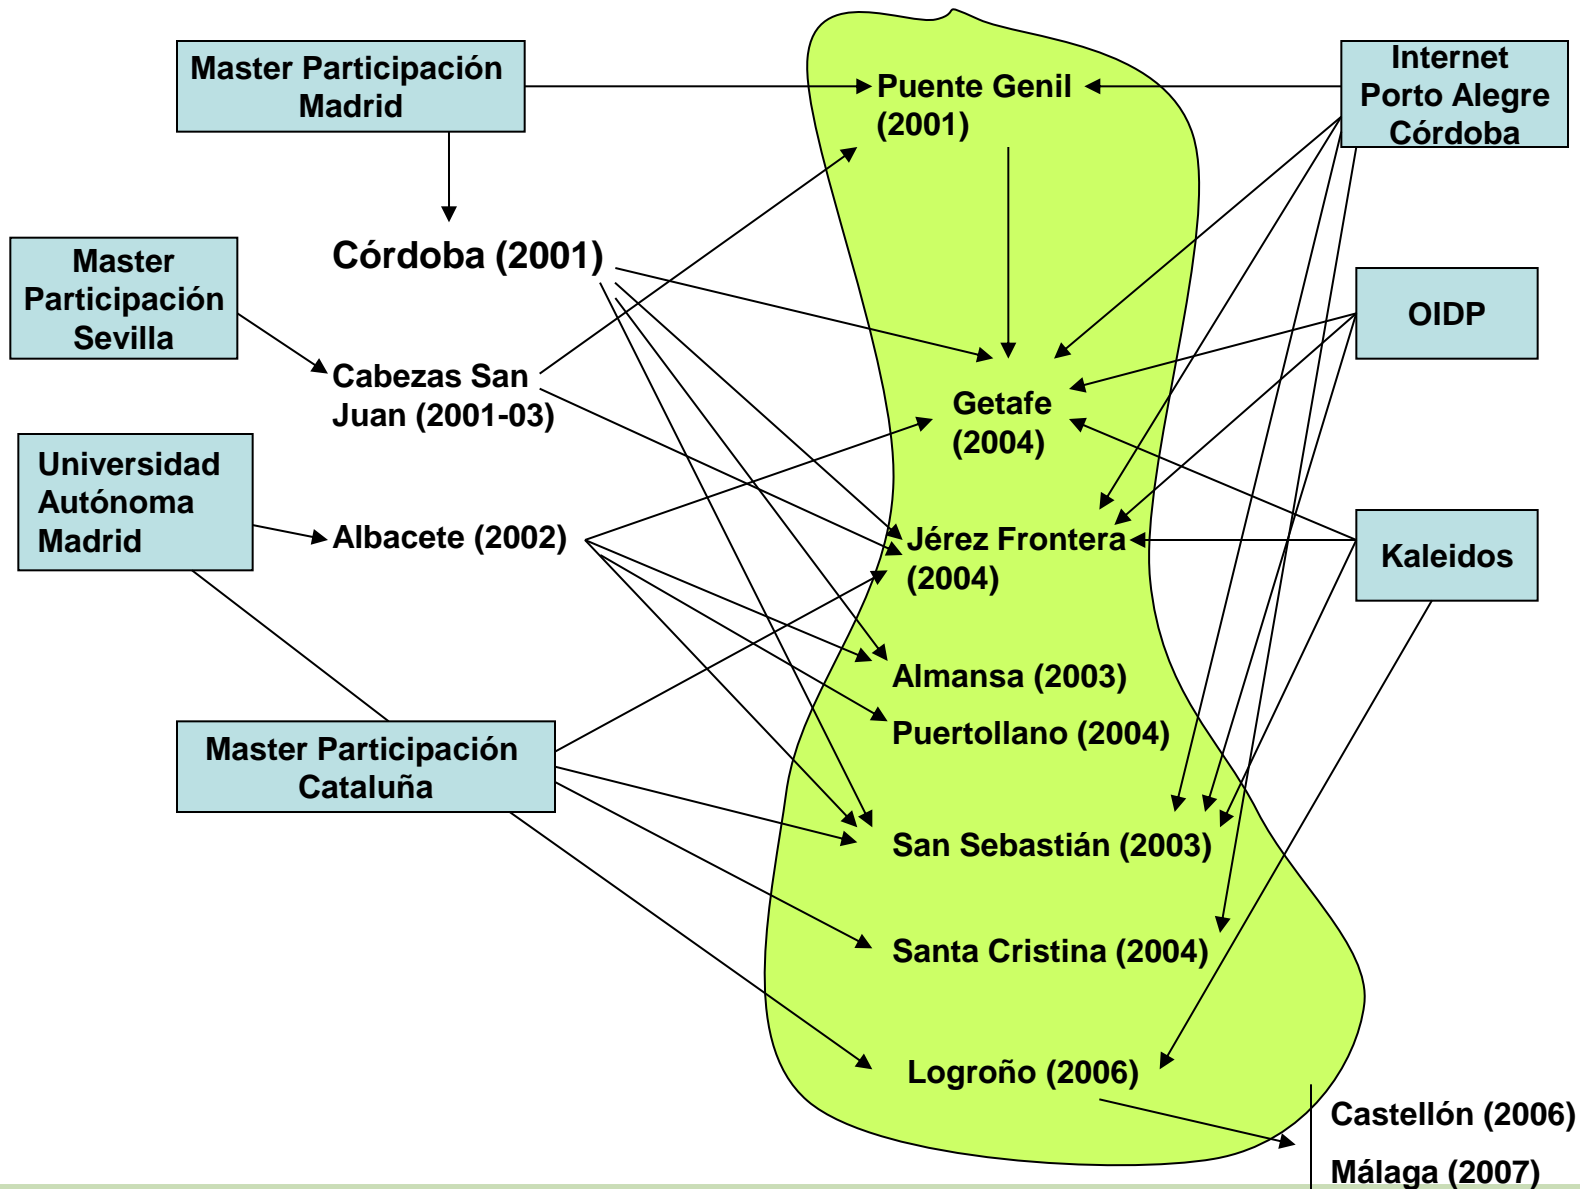 Master Participación
Madrid
Puente Genil
(2001)
Internet
Porto Alegre
Córdoba
Córdoba (2001)
Master
Participación
Sevilla
OIDP
Cabezas San
Juan (2001-03)
Getafe
(2004)
Universidad
Autónoma
Madrid
Albacete (2002)
Jérez Frontera
(2004)
Kaleidos
Almansa (2003)
Puertollano (2004)
Master Participación
Cataluña
San Sebastián (2003)
Santa Cristina (2004)
Logroño (2006)
Castellón (2006)
Málaga (2007)